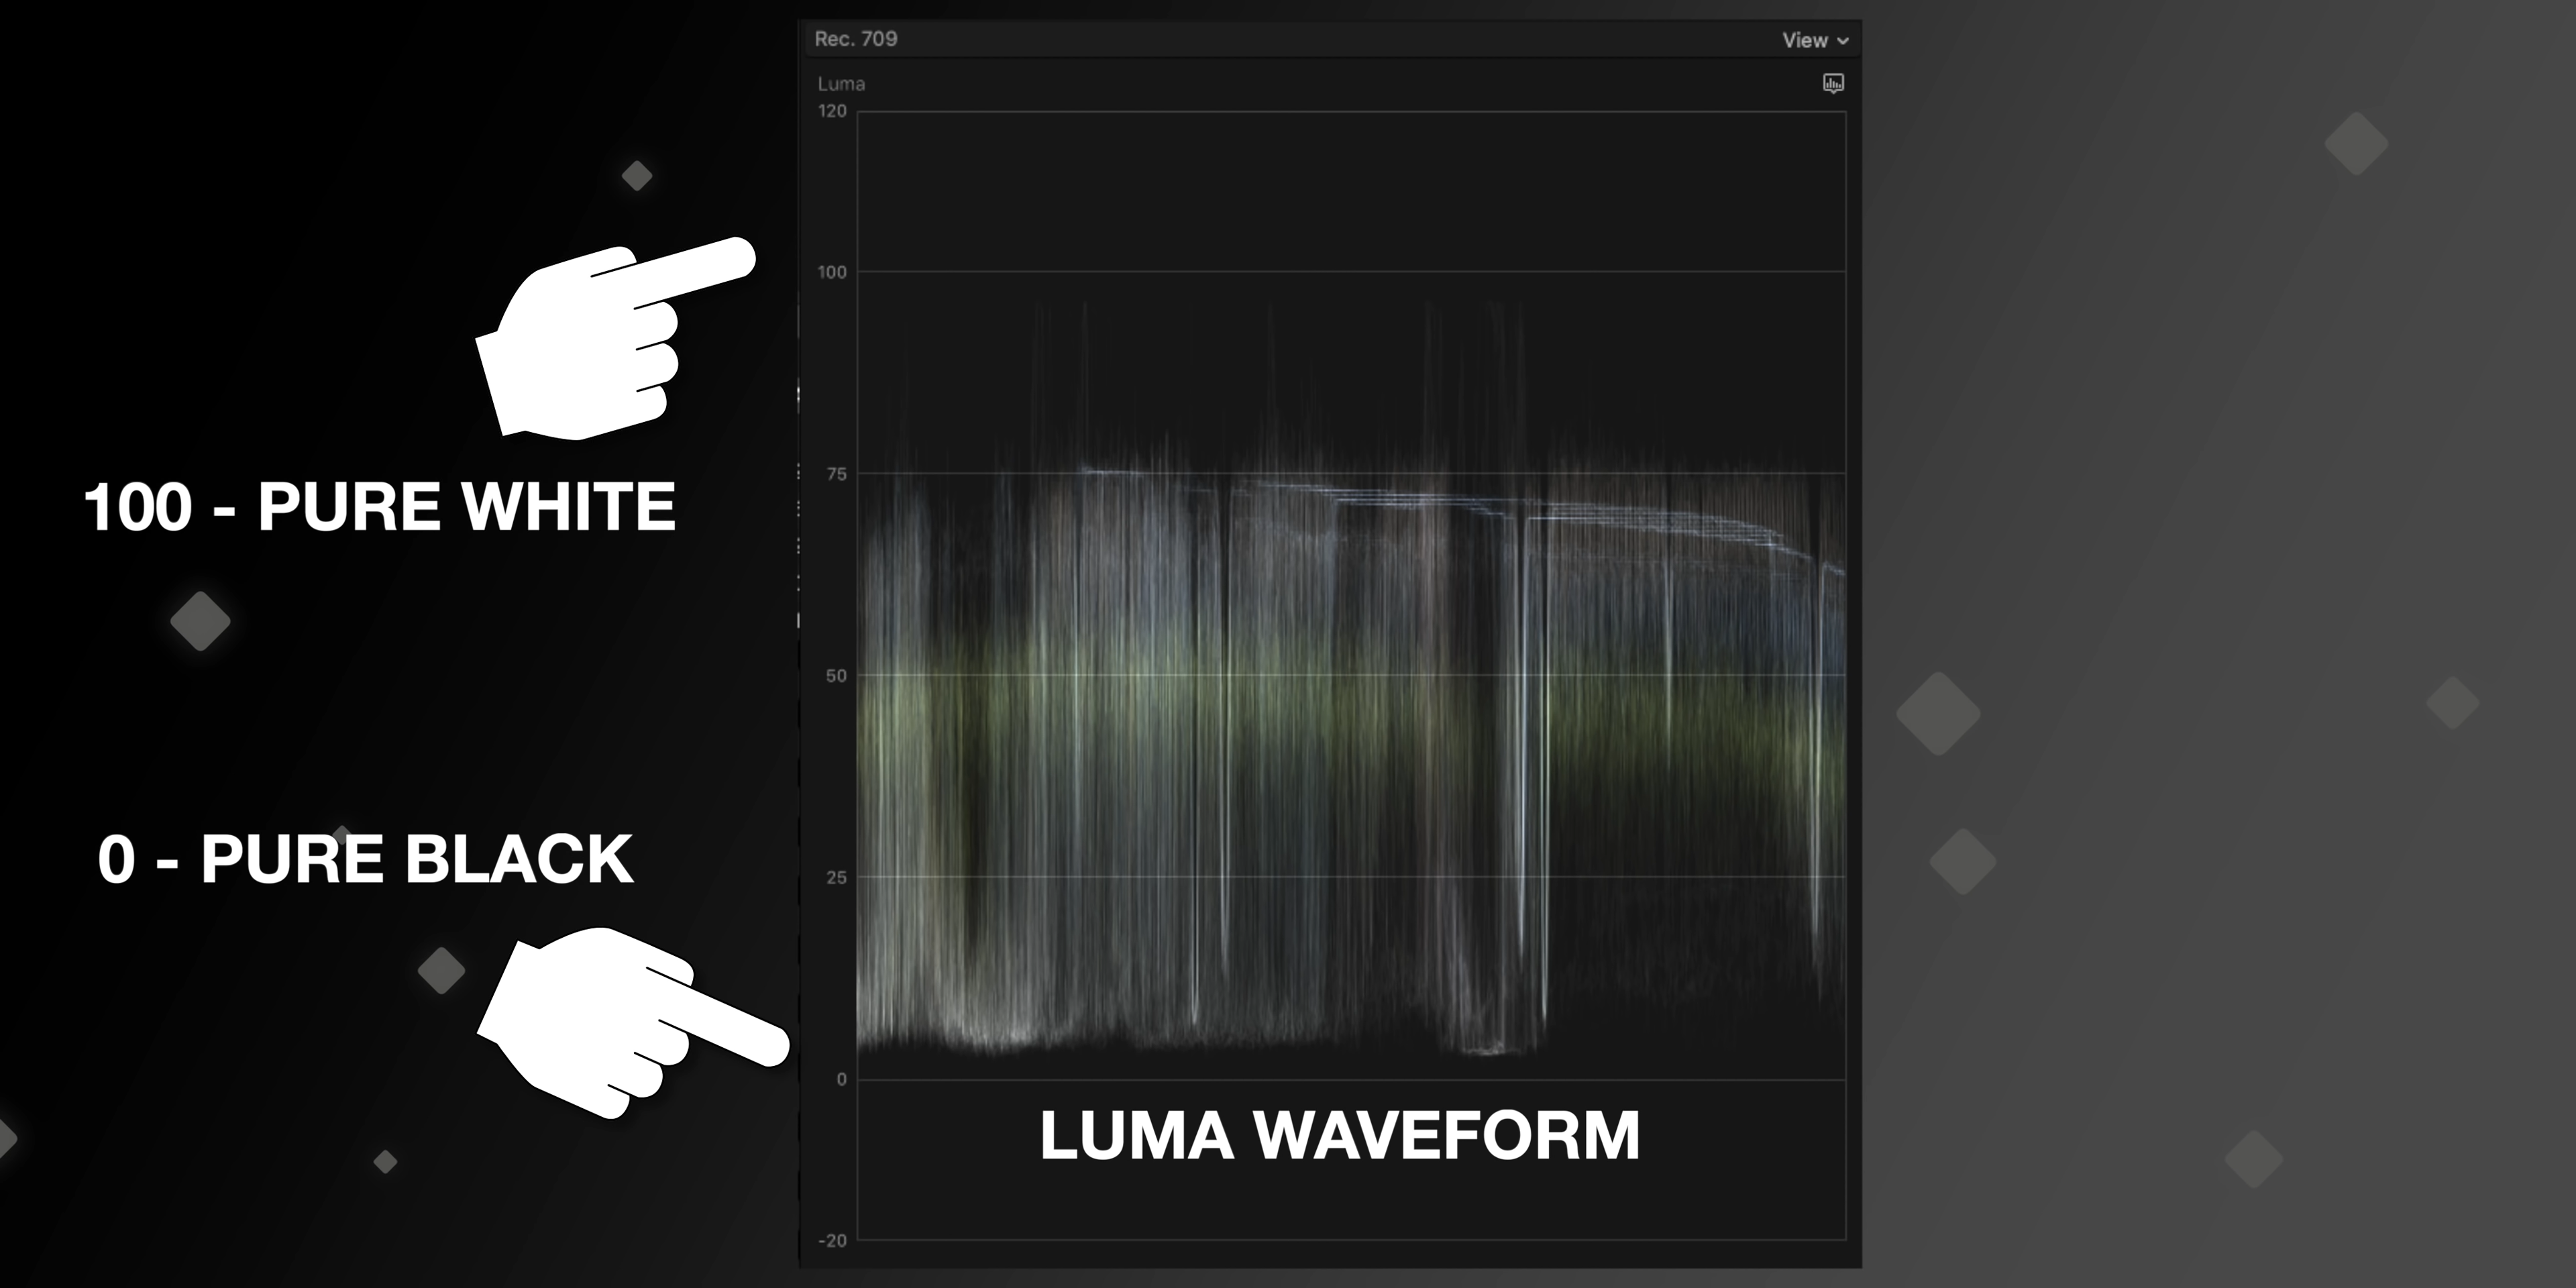 Rec. 709
View
Luma
120
100
75
50
25
0
-20
100 - PURE WHITE
0 - PURE BLACK
LUMA WAVEFORM